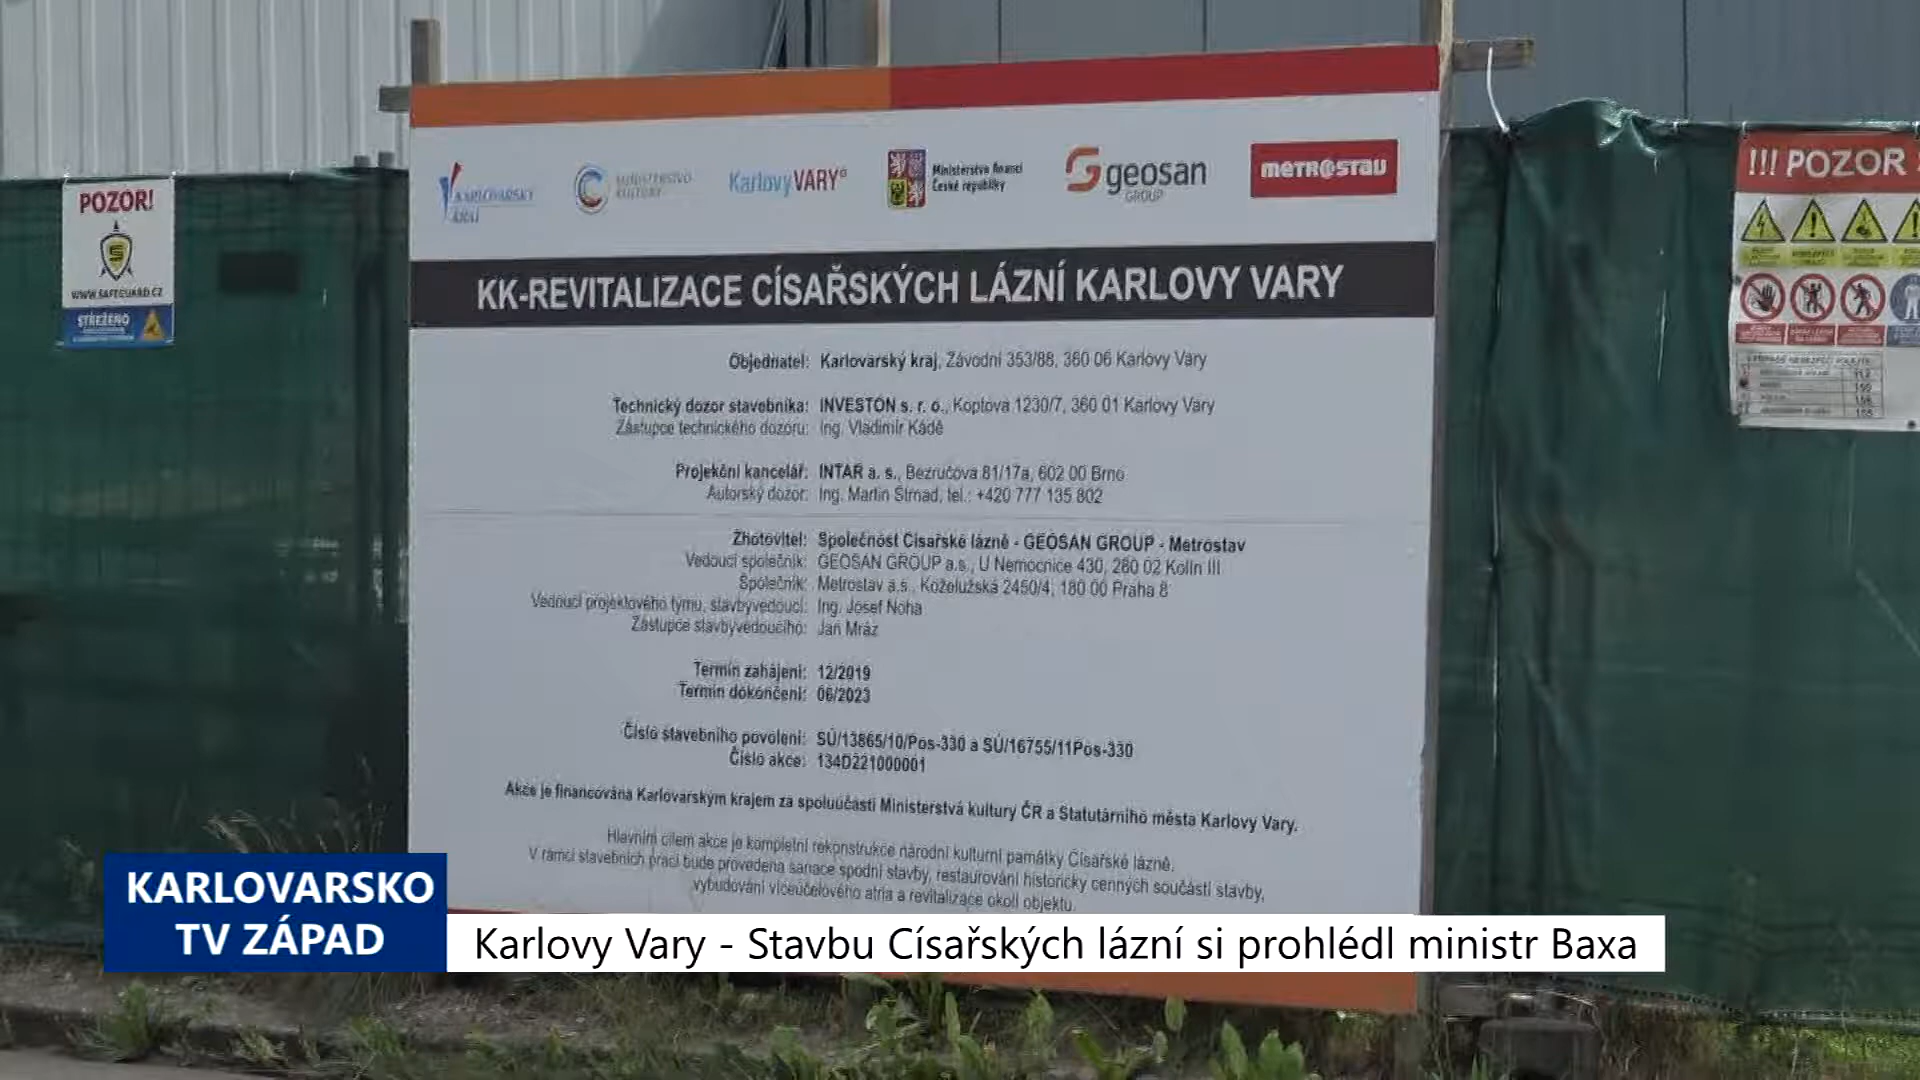 POZOR!
WWW.SAFEGUARD.CZ
STŘEŽENO
KARLOVARSKÝ
KRAJ
MINISTERSTVO
KULTURY
KarlovyVARY°
Ministerstvo financí
České republiky
geosan
GROUP
METROSTAV
!!! POZOR
KK-REVITALIZACE CÍSAŘSKÝCH LÁZNÍ KARLOVY VARY
Objednatel: Karlovarský kraj, Závodní 353/88, 360 06 Karlovy Vary
Technický dozor stavebníka: INVESTON s. r. o., Koptova 1230/7, 360 01 Karlovy Vary
Zástupce technického dozoru: Ing. Vladimír Kádě
Projekční kancelář: INTAR a. s., Bezručova 81/17a, 602 00 Brno
Autorský dozor: Ing. Martin Strnad, tel.: +420 777 135 802
Zhotovitel: Společnost Císařské lázně - GEOSAN GROUP - Metrostav
Vedoucí společník: GEOSAN GROUP a.s., U Nemocnice 430, 280 02 Kolín III
Společník: Metrostav a.s., Koželužská 2450/4, 180 00 Praha 8
Vedoucí projektového týmu, stavbyvedoucí: Ing. Josef Noha
Zástupce stavbyvedoucího: Jan Mráz
Termín zahájení: 12/2019
Termín dokončení: 06/2023
Číslo stavebního povolení: SÚ/13865/10/Pos-330 a SÚ/16755/11Pos-330
Číslo akce: 134D221000001
Akce je financována Karlovarským krajem za spoluúčasti Ministerstva kultury ČR a Statutárního města Karlovy Vary.
Hlavním cílem akce je kompletní rekonstrukce národní kulturní památky Císařské lázně.
V rámci stavebních prací bude provedena sanace spodní stavby, restaurování historicky cenných součástí stavby,
vybudování víceúčelového atria a revitalizace okolí objektu.
KARLOVARSKO
TV ZÁPAD
Karlovy Vary - Stavbu Císařských lázní si prohlédl ministr Baxa